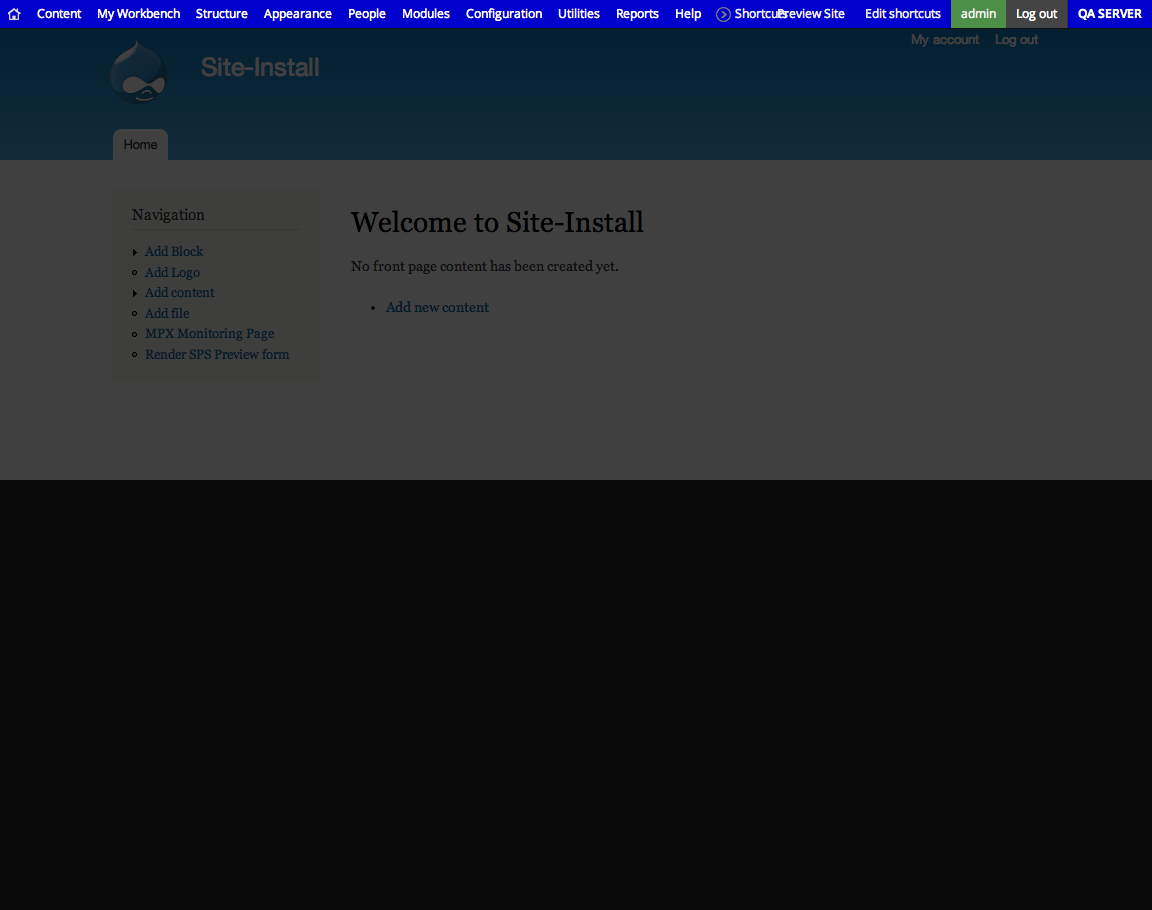 Content My Workbench Structure Appearance People Modules Configuration Utilities Reports Help Shortcuts Preview Site Edit shortcuts admin Log out QA SERVER
My account Log out
Site-Install
Home
Navigation
Add Block
Add Logo
Add content
Add file
MPX Monitoring Page
Render SPS Preview form
Welcome to Site-Install
No front page content has been created yet.
Add new content